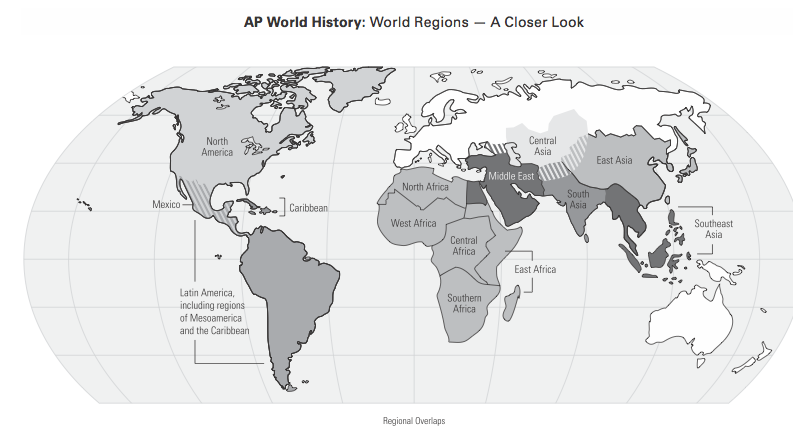 AP World History: World Regions — A Closer Look
North
America
Central
Asia
East Asia
Middle East
North Africa
South
Asia
Mexico
Caribbean
West Africa
Central
Africa
Southeast
Asia
East Africa
Latin America,
including regions
of Mesoamerica
and the Caribbean
Southern
Africa
Regional Overlaps